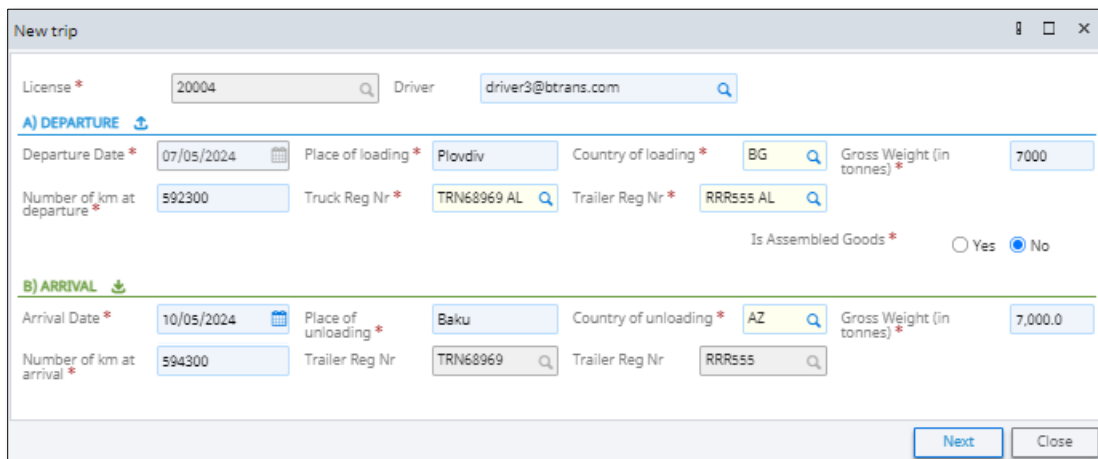 New trip
License * 20004 Driver driver3@btrans.com
A) DEPARTURE
Departure Date * 07/05/2024 Place of loading * Plovdiv Country of loading * BG Gross Weight (in tonnes) * 7000
Number of km at departure * 592300 Truck Reg Nr * TRN68969 AL Trailer Reg Nr * RRR555 AL
Is Assembled Goods * Yes No
B) ARRIVAL
Arrival Date * 10/05/2024 Place of unloading * Baku Country of unloading * AZ Gross Weight (in tonnes) * 7,000.0
Number of km at arrival * 594300 Trailer Reg Nr TRN68969 Trailer Reg Nr RRR555
Next Close